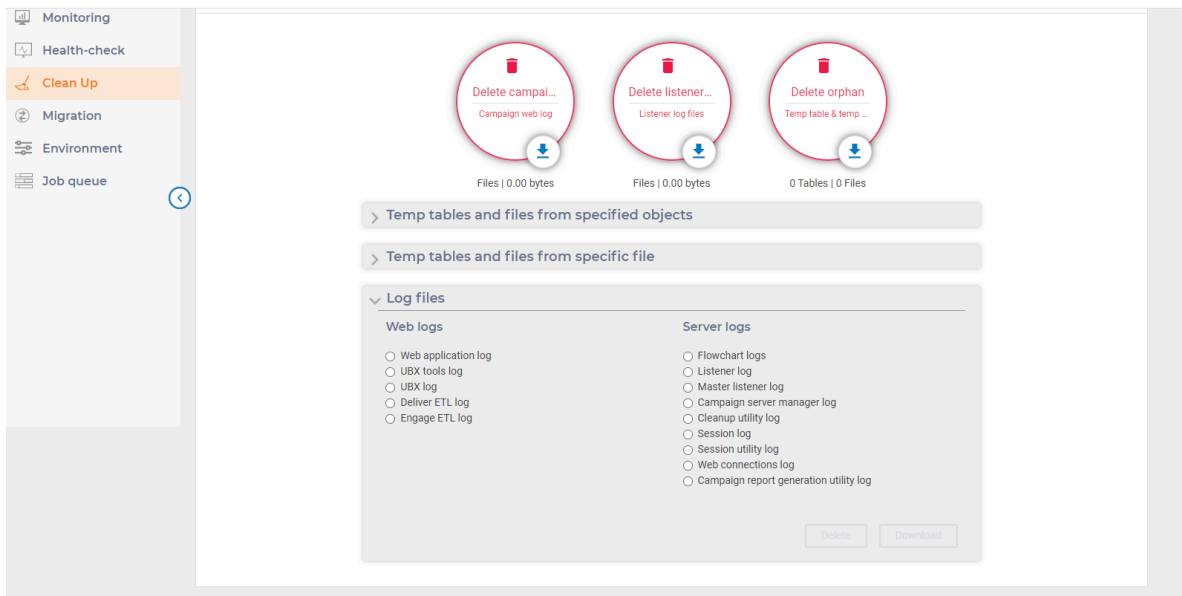 Monitoring
Health-check
Clean Up
Migration
Environment
Job queue
Delete campai...
Campaign web log
Files | 0.00 bytes
Delete listener...
Listener log files
Files | 0.00 bytes
Delete orphan
Temp table & temp ...
0 Tables | 0 Files
Temp tables and files from specified objects
Temp tables and files from specific file
Log files
Web logs
Web application log
UBX tools log
UBX log
Deliver ETL log
Engage ETL log
Server logs
Flowchart logs
Listener log
Master listener log
Campaign server manager log
Cleanup utility log
Session log
Session utility log
Web connections log
Campaign report generation utility log
Delete
Download